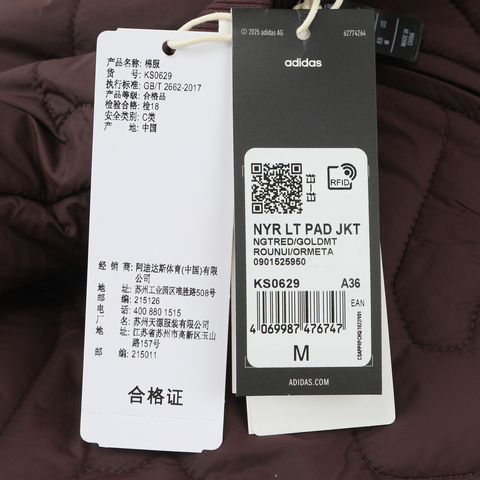 产品名称: 棉服
货 号: KS0629
执行标准: GB/T 2662-2017
产品等级: 合格品
检验合格: 检18
安全类别: C类
产 地: 中国
经 销 商: 阿迪达斯体育(中国)有限公司
地 址: 苏州工业园区唯胜路508号
邮 编: 215126
电 话: 400 880 1515
厂 名: 苏州天源服装有限公司
地 址: 江苏省苏州市高新区玉山路157号
邮 编: 215011
合格证
© 2025 adidas AG
62774264
adidas
RFID
NYR LT PAD JKT
NGTRED/GOLDMT
ROUNUI/ORMETA
0901525950
KS0629 A36
EAN
4 069987 476747
M
ADIDAS.COM